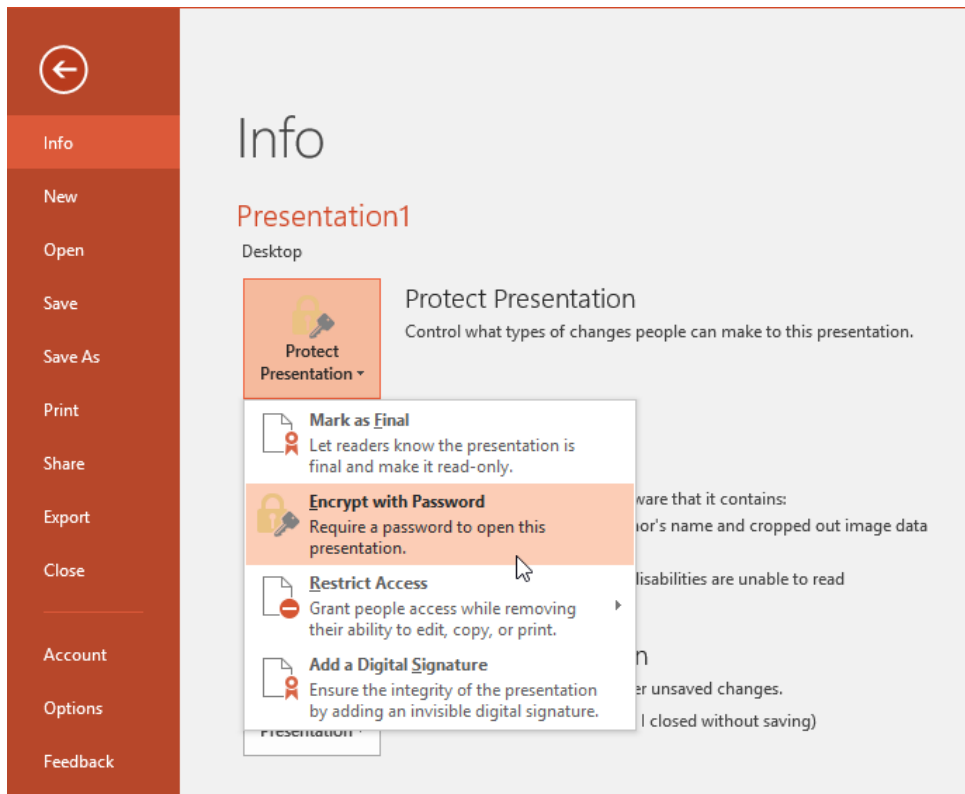 Info
New
Open
Save
Save As
Print
Share
Export
Close
Account
Options
Feedback
Info
Presentation1
Desktop
Protect
Presentation
Protect Presentation
Control what types of changes people can make to this presentation.
Mark as Final
Let readers know the presentation is
final and make it read-only.
Encrypt with Password
Require a password to open this
presentation.
Restrict Access
Grant people access while removing
their ability to edit, copy, or print.
Add a Digital Signature
Ensure the integrity of the presentation
by adding an invisible digital signature.
that it contains:
name and cropped out image data
are unable to read
unsaved changes.
I closed without saving)
Presentation